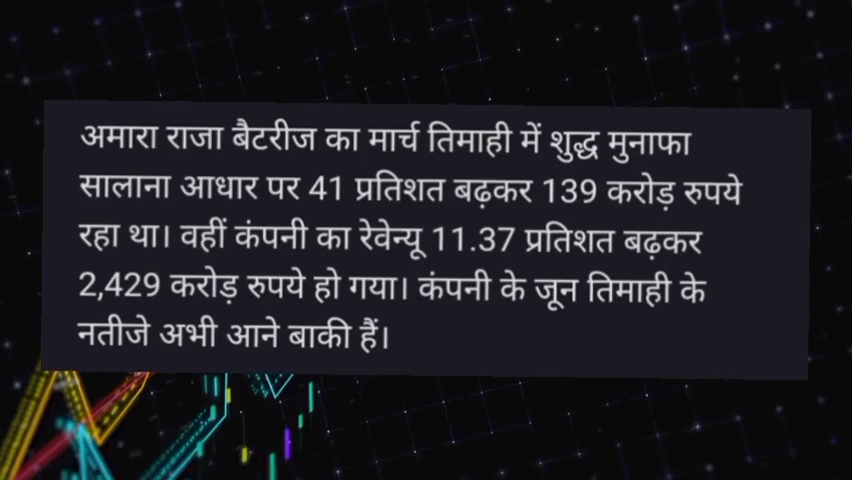 अमारा राजा बैटरीज का मार्च तिमाही में शुद्ध मुनाफा
सालाना आधार पर 41 प्रतिशत बढ़कर 139 करोड़ रुपये
रहा था। वहीं कंपनी का रेवेन्यू 11.37 प्रतिशत बढ़कर
2,429 करोड़ रुपये हो गया। कंपनी के जून तिमाही के
नतीजे अभी आने बाकी हैं।